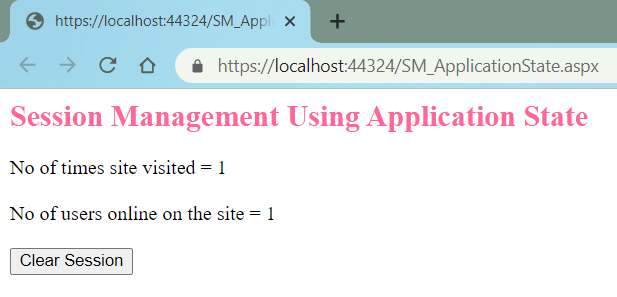 https://localhost:44324/SM_Appli
https://localhost:44324/SM_ApplicationState.aspx
Session Management Using Application State
No of times site visited = 1
No of users online on the site = 1
Clear Session